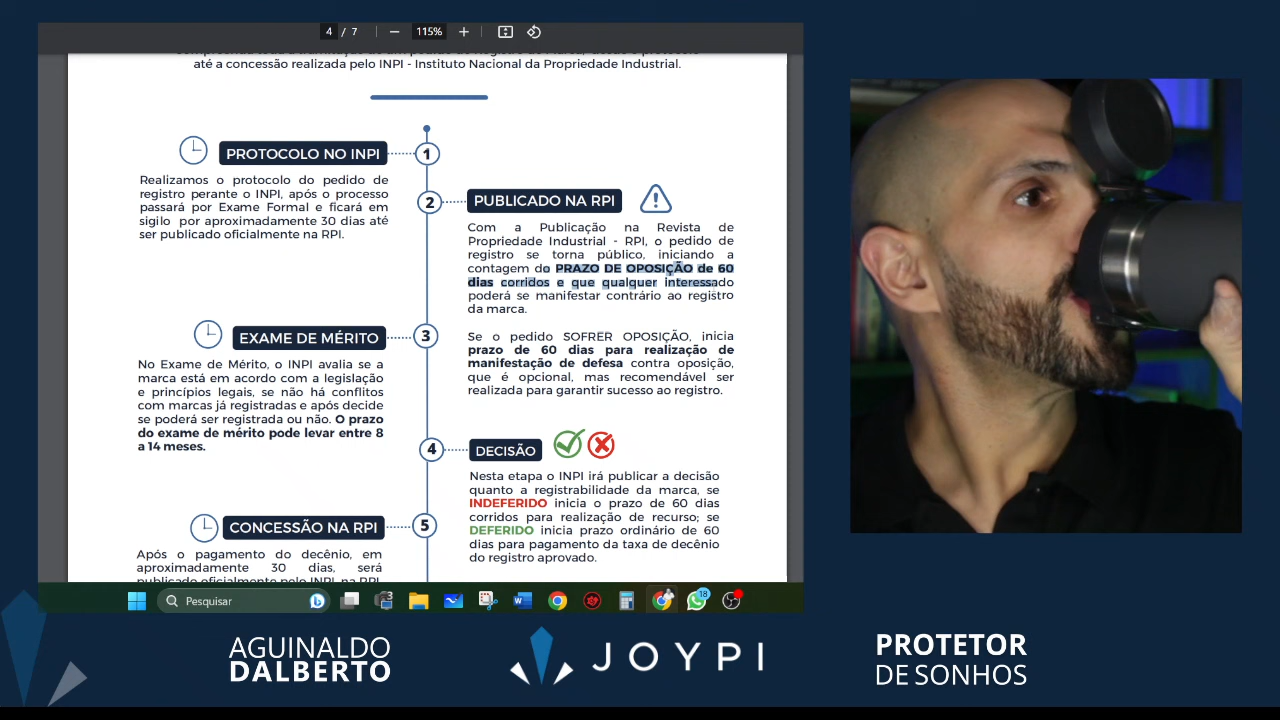 4 / 7
115%
até a concessão realizada pelo INPI - Instituto Nacional da Propriedade Industrial.
PROTOCOLO NO INPI
1
Realizamos o protocolo do pedido de
registro perante o INPI, após o processo
passará por Exame Formal e ficará em
sigilo por aproximadamente 30 dias até
ser publicado oficialmente na RPI.
2
PUBLICADO NA RPI
Com a Publicação na Revista de
Propriedade Industrial - RPI, o pedido de
registro se torna público, iniciando a
contagem do PRAZO DE OPOSIÇÃO de 60
dias corridos e que qualquer interessado
poderá se manifestar contrário ao registro
da marca.
Se o pedido SOFRER OPOSIÇÃO, inicia
prazo de 60 dias para realização de
manifestação de defesa contra oposição,
que é opcional, mas recomendável ser
realizada para garantir sucesso ao registro.
EXAME DE MÉRITO
3
No Exame de Mérito, o INPI avalia se a
marca está em acordo com a legislação
e princípios legais, se não há conflitos
com marcas já registradas e após decide
se poderá ser registrada ou não. O prazo
do exame de mérito pode levar entre 8
a 14 meses.
4
DECISÃO
Nesta etapa o INPI irá publicar a decisão
quanto a registrabilidade da marca, se
INDEFERIDO inicia o prazo de 60 dias
corridos para realização de recurso; se
DEFERIDO inicia prazo ordinário de 60
dias para pagamento da taxa de decênio
do registro aprovado.
CONCESSÃO NA RPI
5
Após o pagamento do decênio, em
aproximadamente 30 dias, será
publicado oficialmente pelo INPI, na RPI
Pesquisar
18
AGUINALDO
DALBERTO
JOYPI
PROTETOR
DE SONHOS